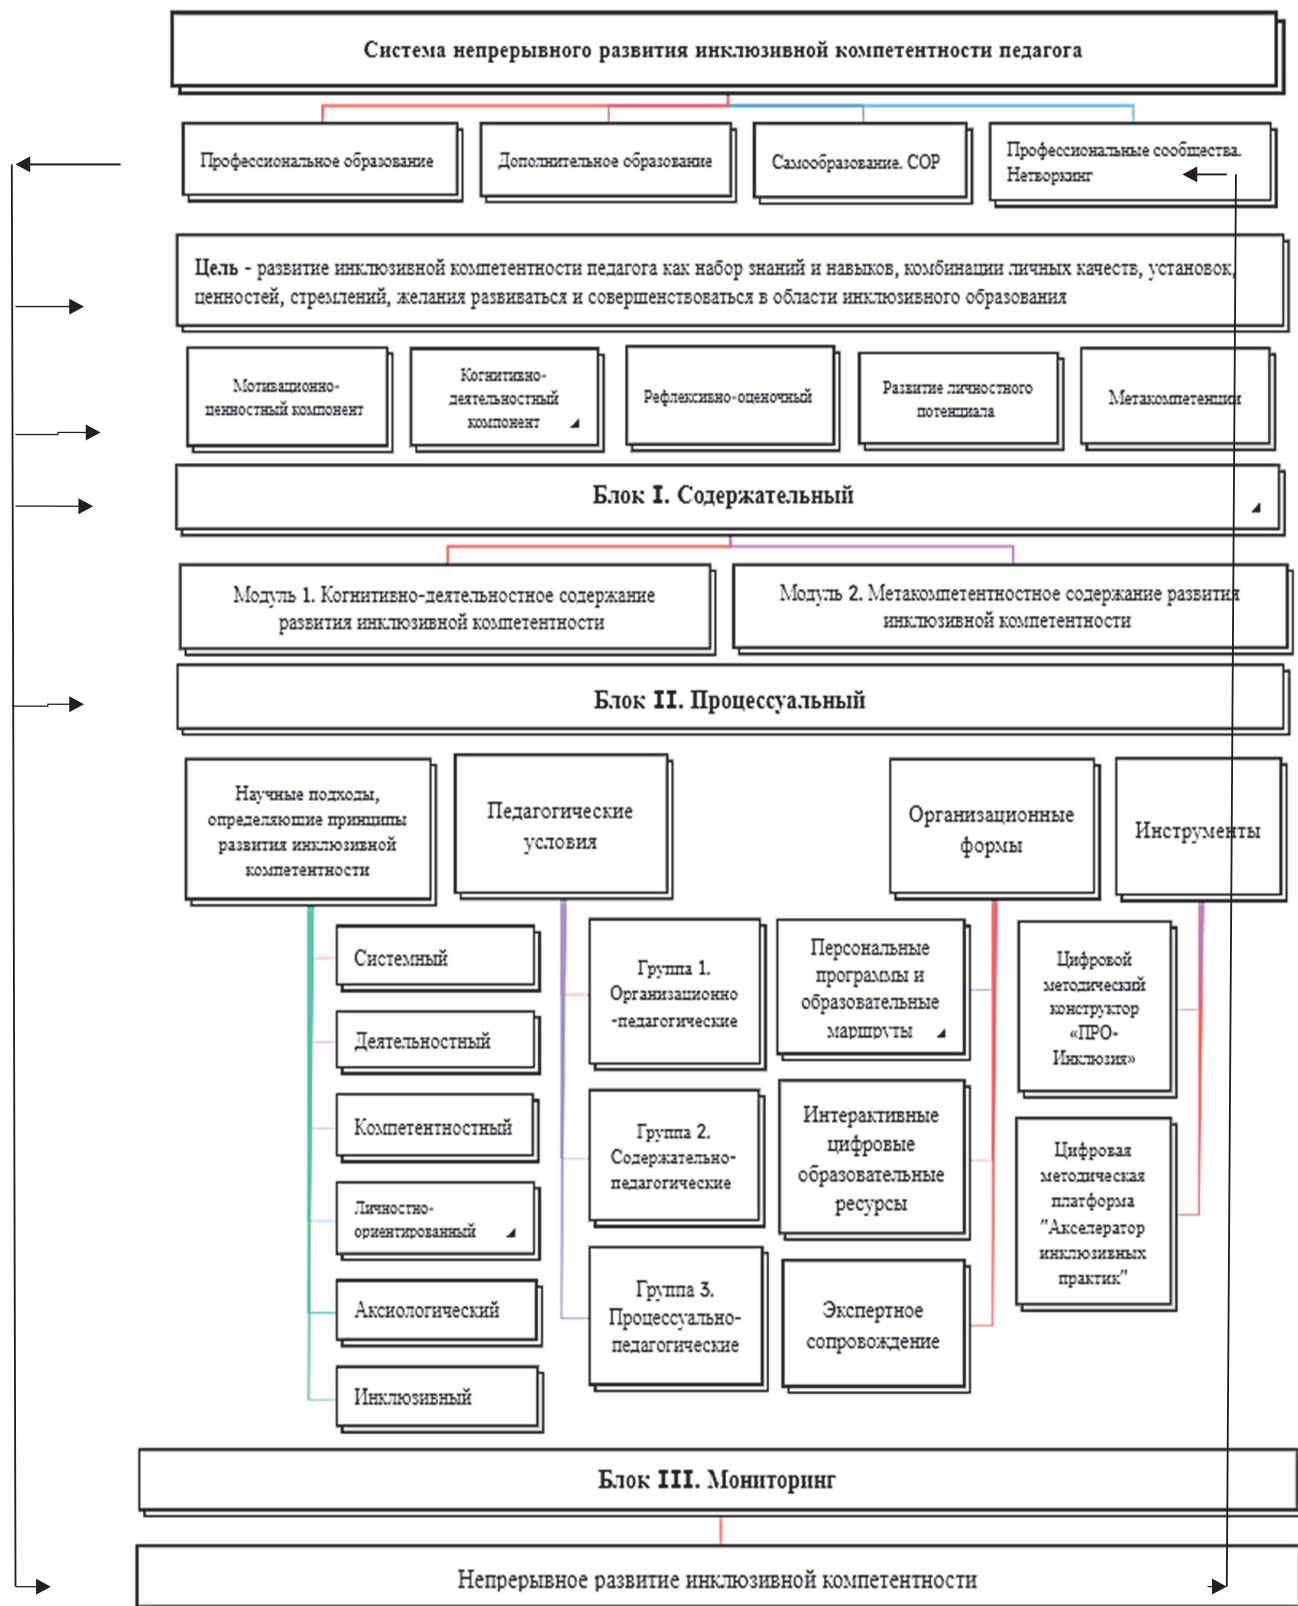 Система непрерывного развития инклюзивной компетентности педагога
Профессиональное образование
Дополнительное образование
Самообразование. СОР
Профессиональные сообщества.
Нетворкинг
Цель - развитие инклюзивной компетентности педагога как набор знаний и навыков, комбинации личных качеств, установок,
ценностей, стремлений, желания развиваться и совершенствоваться в области инклюзивного образования
Мотивационно-
ценностный компонент
Когнитивно-
деятельностный
компонент
Рефлексивно-оценочный
Развитие личностного
потенциала
Метакомпетенции
Блок I. Содержательный
Модуль 1. Когнитивно-деятельностное содержание
развития инклюзивной компетентности
Модуль 2. Метакомпетентностное содержание развития
инклюзивной компетентности
Блок II. Процессуальный
Научные подходы,
определяющие принципы
развития инклюзивной
компетентности
Педагогические
условия
Организационные
формы
Инструменты
Системный
Деятельностный
Компетентностный
Личностно-
ориентированный
Аксиологический
Инклюзивный
Группа 1.
Организационно
-педагогические
Группа 2.
Содержательно-
педагогические
Группа 3.
Процессуально-
педагогические
Персональные
программы и
образовательные
маршруты
Интерактивные
цифровые
образовательные
ресурсы
Экспертное
сопровождение
Цифровой
методический
конструктор
«ПРО-
Инклюзия»
Цифровая
методическая
платформа
"Акселератор
инклюзивных
практик"
Блок III. Мониторинг
Непрерывное развитие инклюзивной компетентности